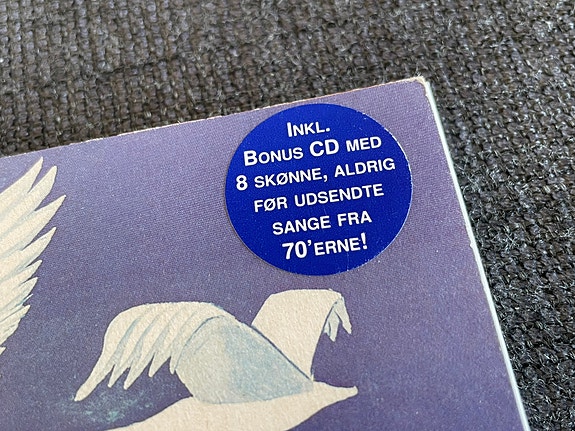 INKL.
BONUS CD MED
8 SKØNNE, ALDRIG
FØR UDSENDTE
SANGE FRA
70'ERNE!